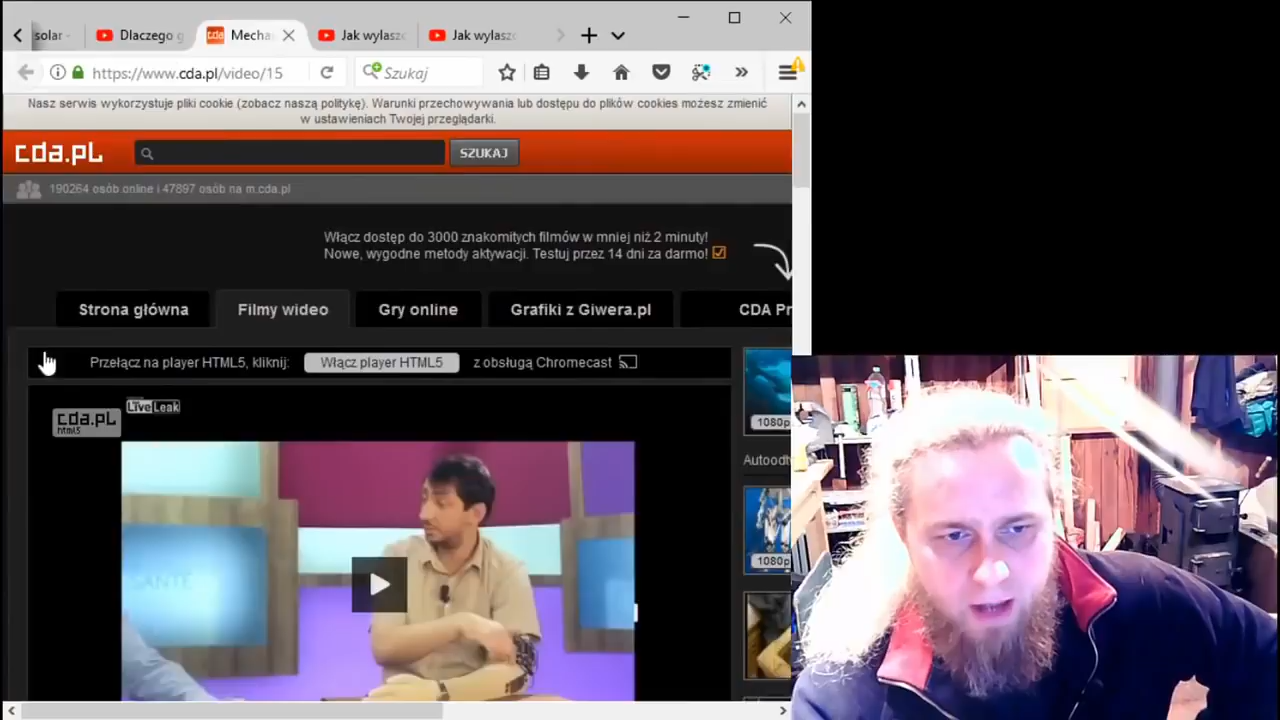 solar -
Dlaczego g
Mecha
Jak wylasz
Jak wylasz
https://www.cda.pl/video/15
Szukaj
Nasz serwis wykorzystuje pliki cookie (zobacz naszą politykę). Warunki przechowywania lub dostępu do plików cookies możesz zmienić
w ustawieniach Twojej przeglądarki.
cda.pl
SZUKAJ
190264 osób online i 47897 osób na m.cda.pl
Włącz dostęp do 3000 znakomitych filmów w mniej niż 2 minuty!
Nowe, wygodne metody aktywacji. Testuj przez 14 dni za darmo!
Strona główna
Filmy wideo
Gry online
Grafiki z Giwera.pl
CDA Pr
Przełącz na player HTML5, kliknij:
Włącz player HTML5
z obsługą Chromecast
cda.pl
html5
LiveLeak
1080p
Autoodt
1080p
SANTÉ